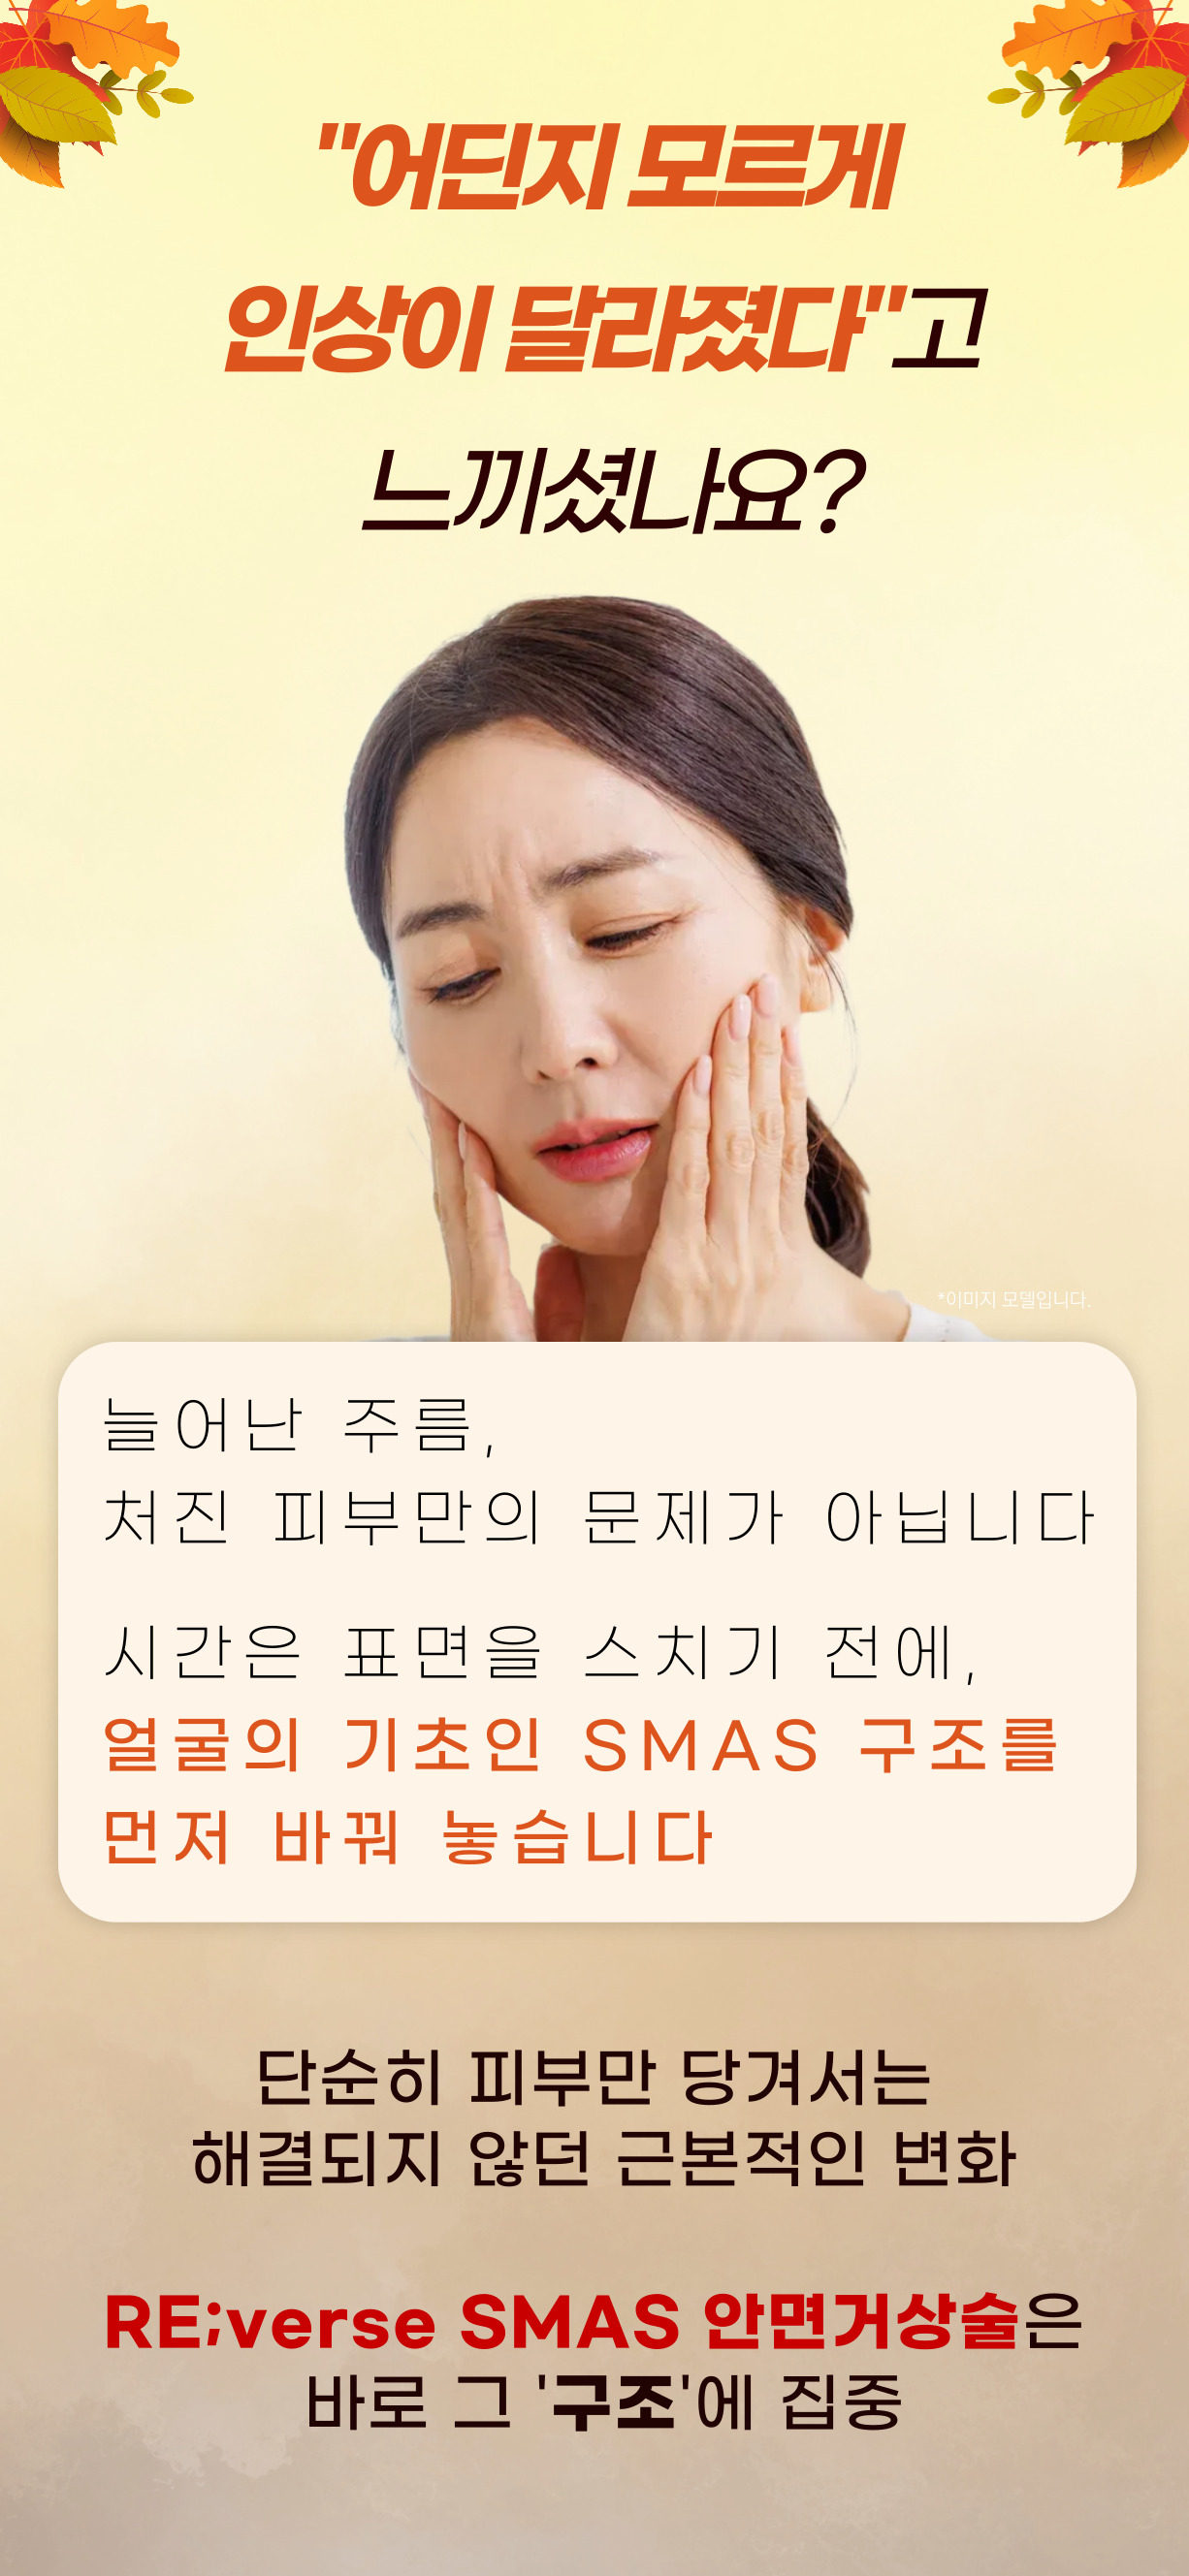 "어딘지 모르게
인상이 달라졌다"고
느끼셨나요?
*이미지 모델입니다.
늘어난 주름,
처진 피부만의 문제가 아닙니다
시간은 표면을 스치기 전에,
얼굴의 기초인 SMAS 구조를
먼저 바꿔 놓습니다
단순히 피부만 당겨서는
해결되지 않던 근본적인 변화
RE;verse SMAS 안면거상술은
바로 그 '구조'에 집중